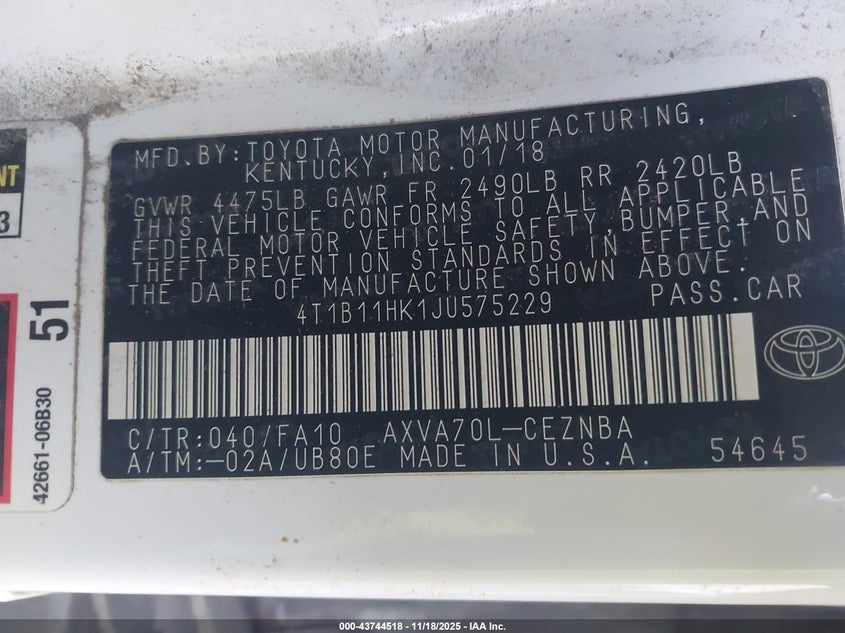 MFD.BY:TOYOTA MOTOR MANUFACTURING,
KENTUCKY,INC.01/18
GVWR 4475LB GAWR FR 2490LB RR 2420LB
THIS VEHICLE CONFORMS TO ALL APPLICABLE
FEDERAL MOTOR VEHICLE SAFETY,BUMPER,AND
THEFT PREVENTION STANDARDS IN EFFECT ON
THE DATE OF MANUFACTURE SHOWN ABOVE.
4T1B11HK1JU575229 PASS.CAR
C/TR:040/FA10 AXVA70L-CEZNBA
A/TM:-02A/UB80E MADE IN U.S.A. 54645
NT
3
51
42661-06B30
000-43744518 - 11/18/2025 - IAA Inc.